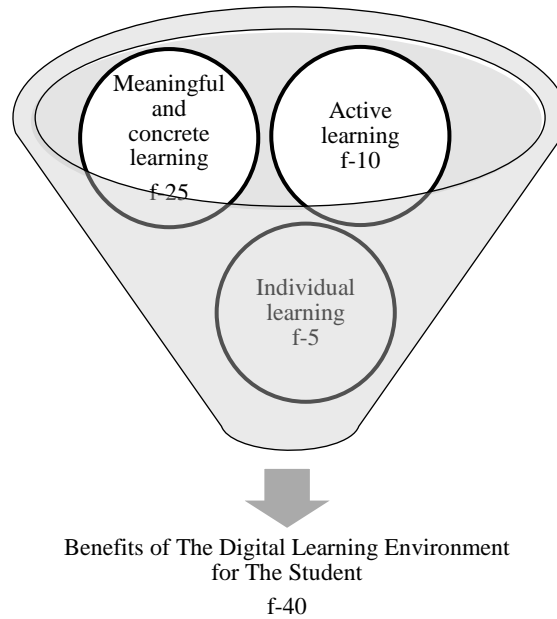 Meaningful
and
concrete
learning
f-25
Active
learning
f-10
Individual
learning
f-5
Benefits of The Digital Learning Environment
for The Student
f-40